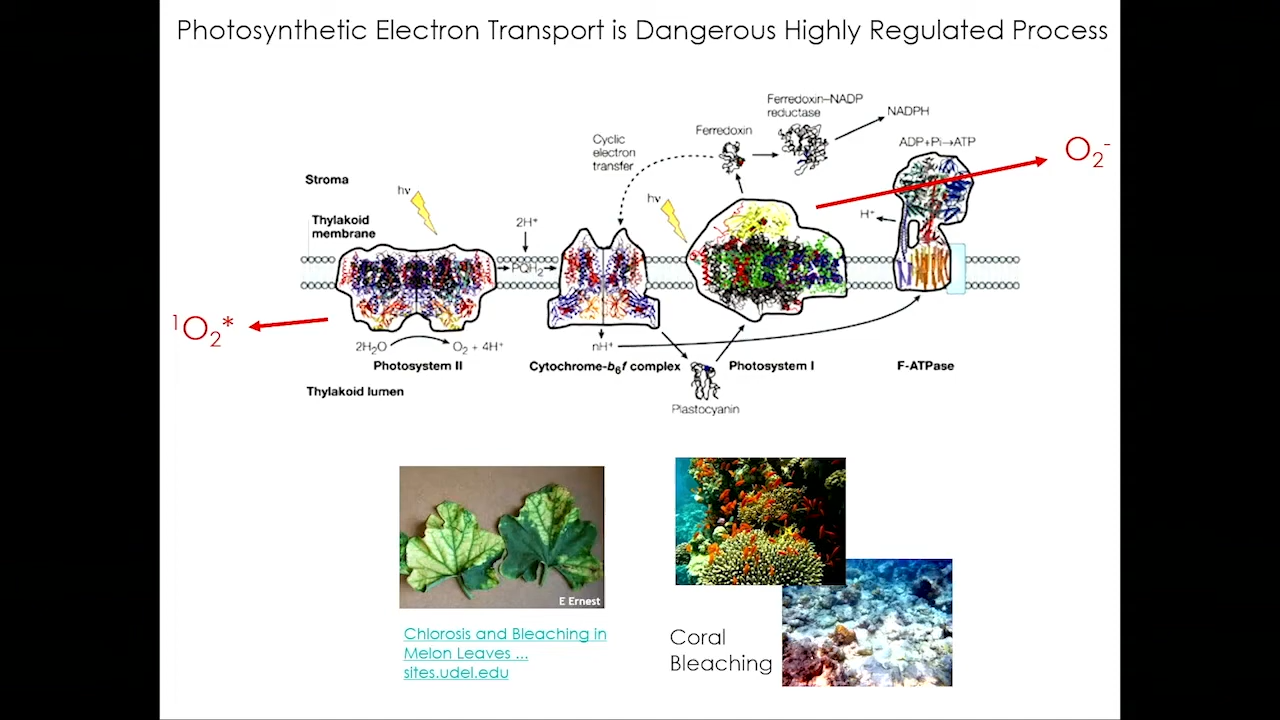 Photosynthetic Electron Transport is Dangerous Highly Regulated Process
Ferredoxin–NADP
reductase
NADPH
Ferredoxin
Cyclic
electron
transfer
ADP+Pi→ATP
O₂⁻
Stroma
hν
hν
Thylakoid
membrane
2H⁺
H⁺
PQH₂
¹O₂*
2H₂O
O₂ + 4H⁺
nH⁺
Photosystem II
Cytochrome-b₆f complex
Photosystem I
F-ATPase
Thylakoid lumen
Plastocyanin
E Ernest
Chlorosis and Bleaching in
Melon Leaves ...
sites.udel.edu
Coral
Bleaching